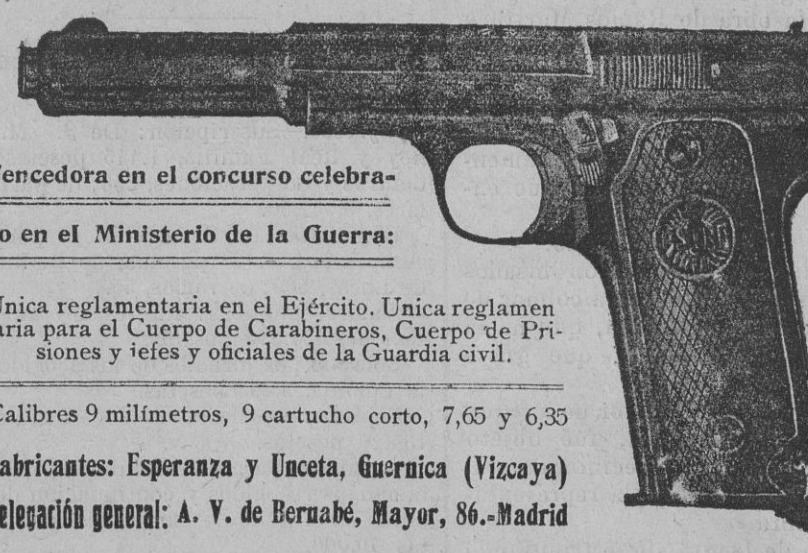 encedora en el concurso celebra-
o en el Ministerio de la Guerra:
nica reglamentaria en el Ejército. Unica reglamen
aria para el Cuerpo de Carabineros, Cuerpo de Pri-
siones y jefes y oficiales de la Guardia civil.
Calibres 9 milímetros, 9 cartucho corto, 7,65 y 6,35
abricantes: Esperanza y Unceta, Guernica (Vizcaya)
elegación general: A. V. de Bernabé, Mayor, 86.-Madrid